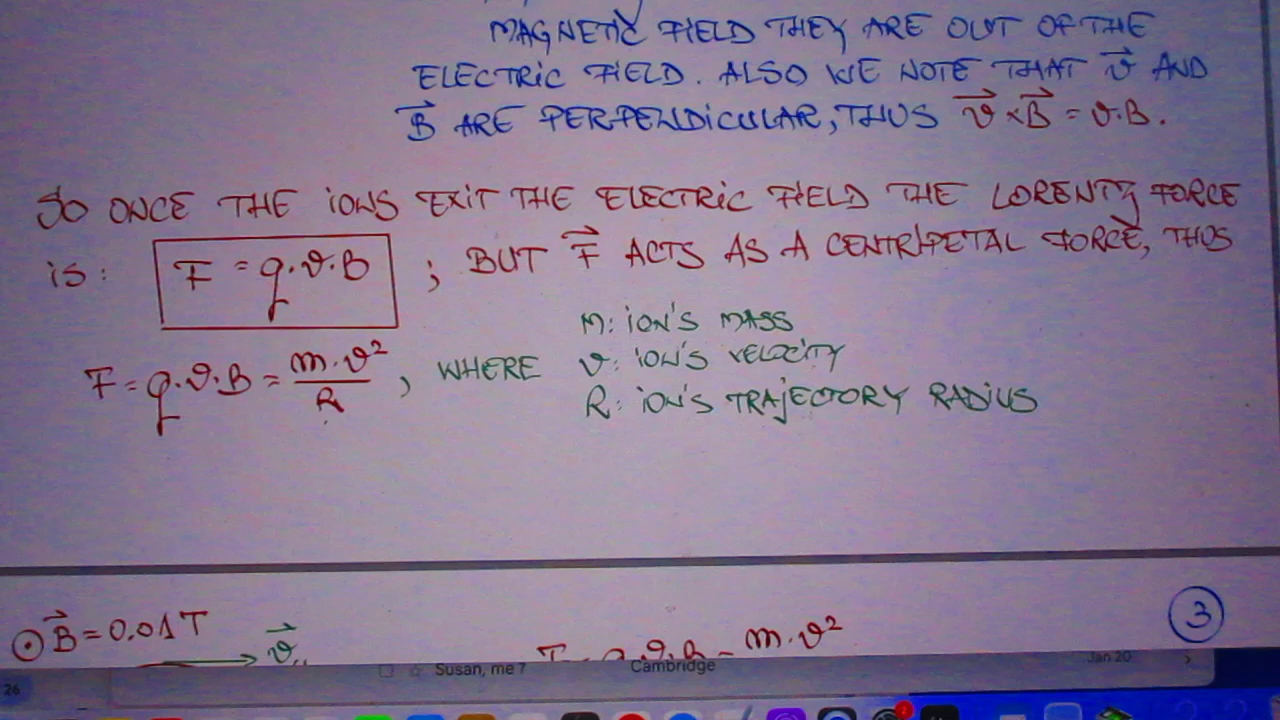 MAGNETIC FIELD THEY ARE OUT OF THE
ELECTRIC FIELD. ALSO WE NOTE THAT v⃗ AND
B⃗ ARE PERPENDICULAR, THUS v⃗ × B⃗ = v·B.
SO ONCE THE IONS EXIT THE ELECTRIC FIELD THE LORENTZ FORCE
IS: F = q·v·B ; BUT F⃗ ACTS AS A CENTRIPETAL FORCE, THUS
M: ION'S MASS
F = q·v·B = m·v²/R, WHERE v: ION'S VELOCITY
R: ION'S TRAJECTORY RADIUS
3
⊙ B⃗ = 0.01T
v⃗
m·v²
Susan, me 7 Cambridge Jan 20
26